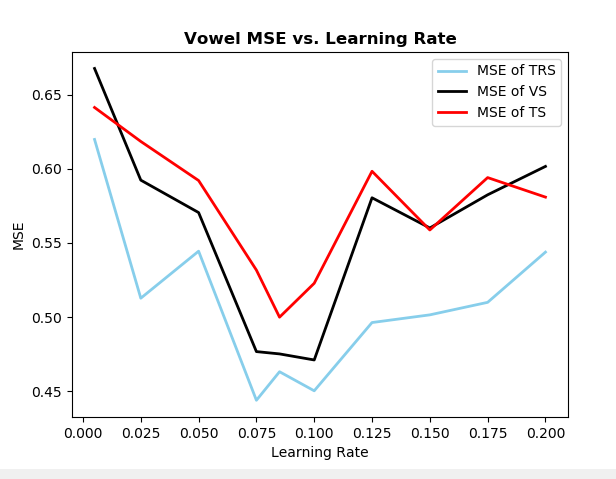 Vowel MSE vs. Learning Rate
MSE of TRS
MSE of VS
MSE of TS
0.65
0.60
0.55
0.50
0.45
MSE
0.000 0.025 0.050 0.075 0.100 0.125 0.150 0.175 0.200
Learning Rate